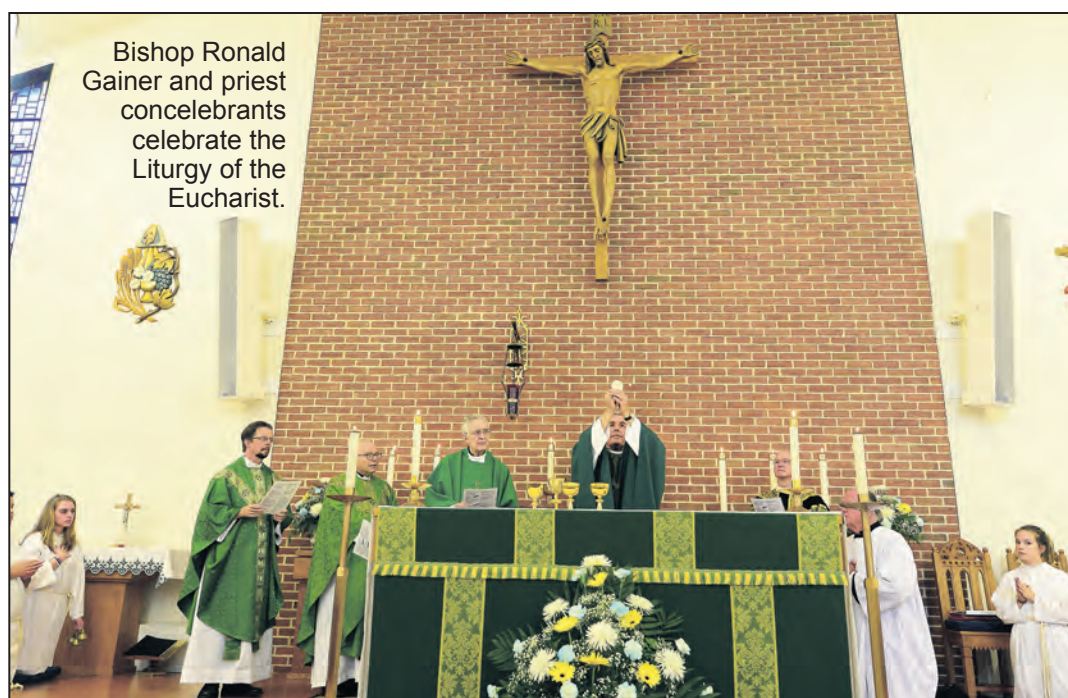 Bishop Ronald
Gainer and priest
concelebrants
celebrate the
Liturgy of the
Eucharist.